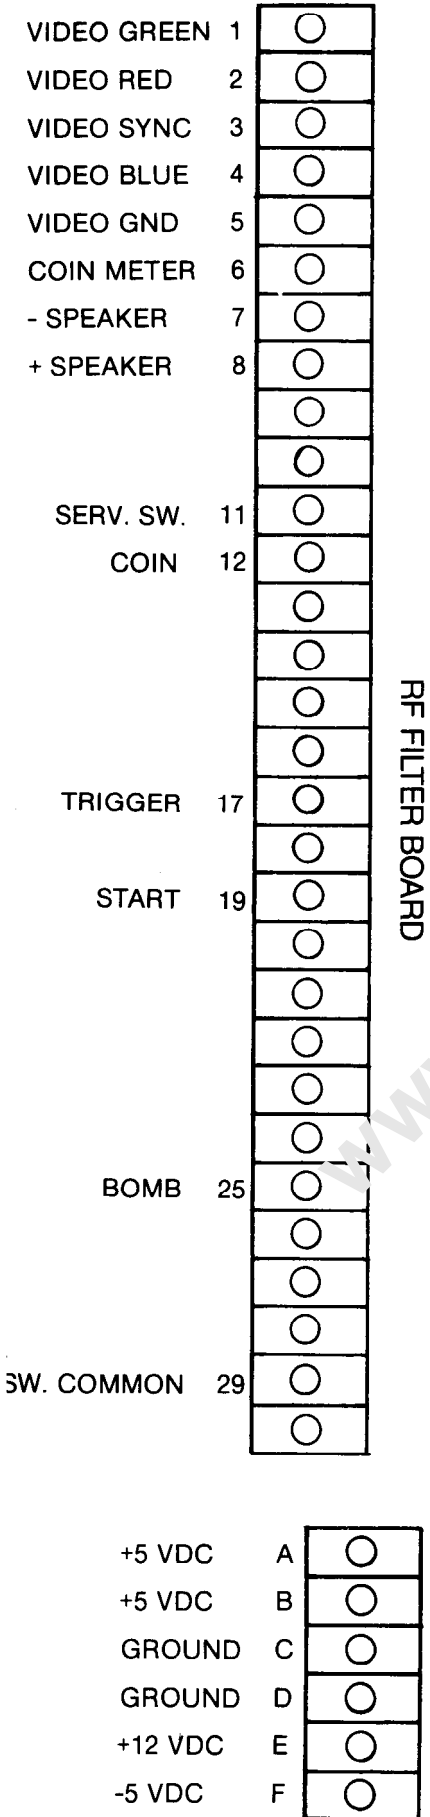 VIDEO GREEN 1
VIDEO RED 2
VIDEO SYNC 3
VIDEO BLUE 4
VIDEO GND 5
COIN METER 6
- SPEAKER 7
+ SPEAKER 8
SERV. SW. 11
COIN 12
TRIGGER 17
START 19
BOMB 25
SW. COMMON 29
RF FILTER BOARD
www
+5 VDC A
+5 VDC B
GROUND C
GROUND D
+12 VDC E
-5 VDC F